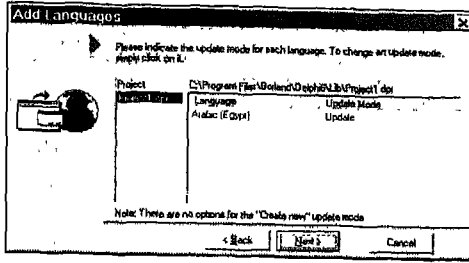 Add Languages
Please indicate the update mode for each language. To change an update mode,
simply click on it.
Project
C:\Program Files\Borland\Delphi6\Lib\Project1.dpr
Project1.dpr
Language Update Mode
Arabic (Egypt) Update
Note: There are no options for the "Create new" update mode
< Back Next > Cancel